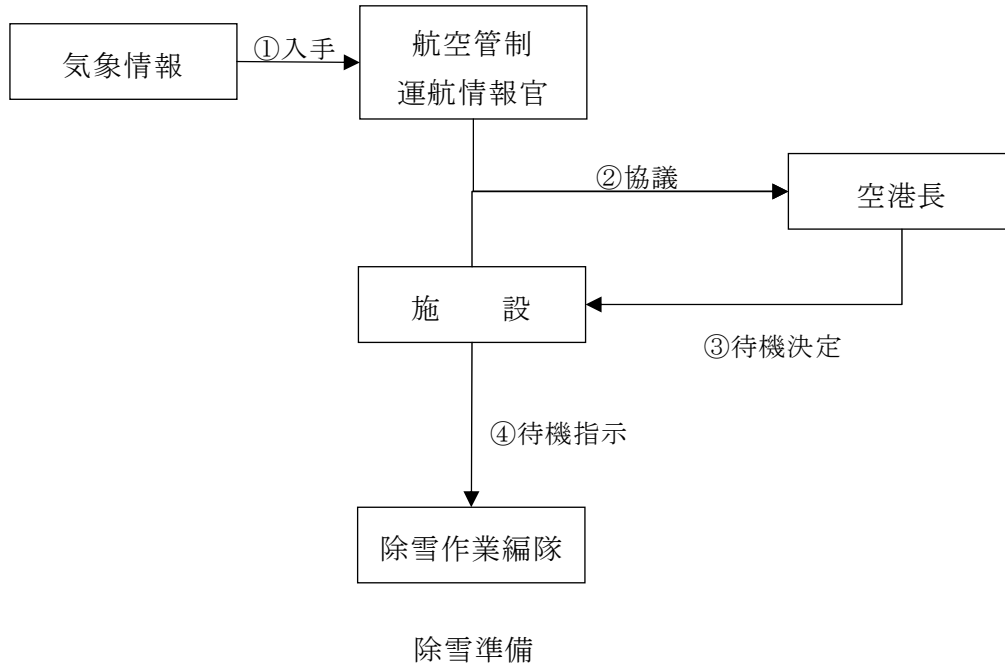 気象情報
①入手
航空管制
運航情報官
②協議
空港長
施　　設
③待機決定
④待機指示
除雪作業編隊
除雪準備